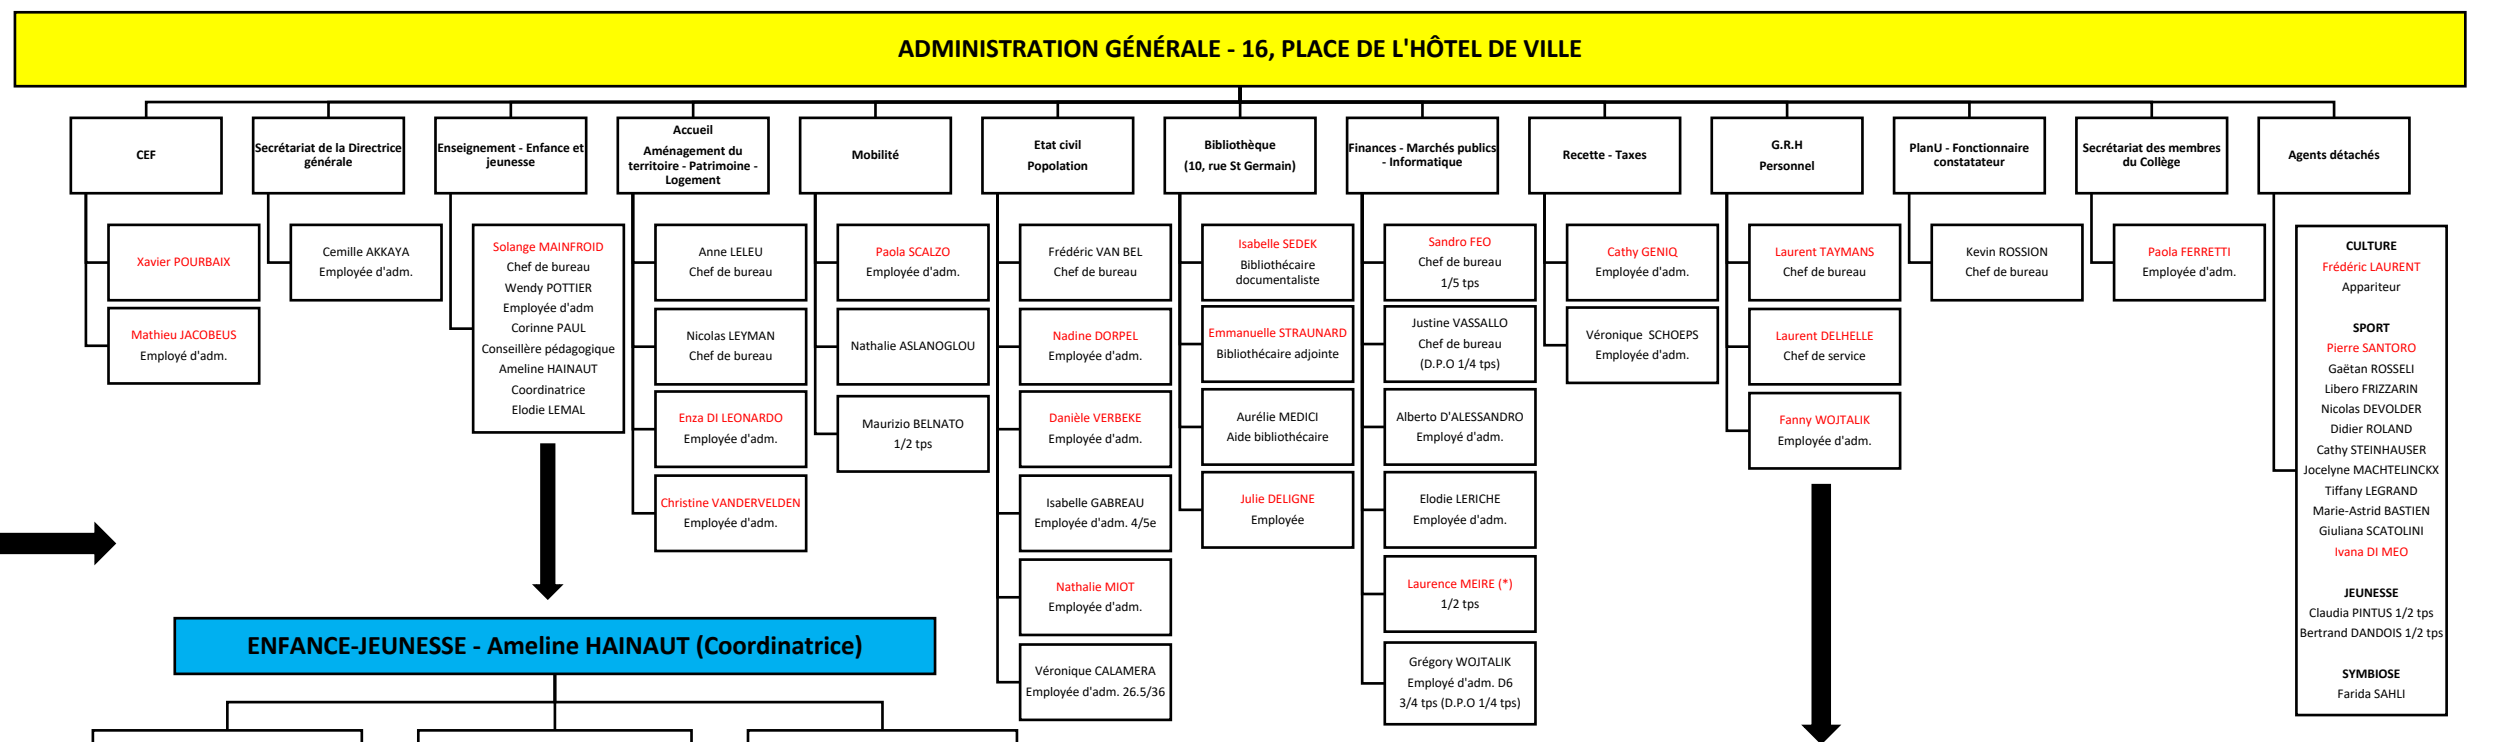 ADMINISTRATION GÉNÉRALE - 16, PLACE DE L'HÔTEL DE VILLE
CEF
Xavier POURBAIX
Mathieu JACOBEUS
Employé d'adm.
Secrétariat de la Directrice
générale
Cemille AKKAYA
Employée d'adm.
Enseignement - Enfance et
jeunesse
Solange MAINFROID
Chef de bureau
Wendy POTTIER
Employée d'adm
Corinne PAUL
Conseillère pédagogique
Ameline HAINAUT
Coordinatrice
Elodie LEMAL
Accueil
Aménagement du
territoire - Patrimoine -
Logement
Anne LELEU
Chef de bureau
Nicolas LEYMAN
Chef de bureau
Enza DI LEONARDO
Employée d'adm.
Christine VANDERVELDEN
Employée d'adm.
Mobilité
Paola SCALZO
Employée d'adm.
Nathalie ASLANOGLOU
Maurizio BELNATO
1/2 tps
Etat civil
Popolation
Frédéric VAN BEL
Chef de bureau
Nadine DORPEL
Employée d'adm.
Danièle VERBEKE
Employée d'adm.
Isabelle GABREAU
Employée d'adm. 4/5e
Nathalie MIOT
Employée d'adm.
Véronique CALAMERA
Employée d'adm. 26.5/36
Bibliothèque
(10, rue St Germain)
Isabelle SEDEK
Bibliothécaire
documentaliste
Emmanuelle STRAUNARD
Bibliothécaire adjointe
Aurélie MEDICI
Aide bibliothécaire
Julie DELIGNE
Employée
Finances - Marchés publics
- Informatique
Sandro FEO
Chef de bureau
1/5 tps
Justine VASSALLO
Chef de bureau
(D.P.O 1/4 tps)
Alberto D'ALESSANDRO
Employé d'adm.
Elodie LERICHE
Employée d'adm.
Laurence MEIRE (*)
1/2 tps
Grégory WOJTALIK
Employé d'adm. D6
3/4 tps (D.P.O 1/4 tps)
Recette - Taxes
Cathy GENIQ
Employée d'adm.
Véronique  SCHOEPS
Employée d'adm.
G.R.H
Personnel
Laurent TAYMANS
Chef de bureau
Laurent DELHELLE
Chef de service
Fanny WOJTALIK
Employée d'adm.
PlanU - Fonctionnaire
constatateur
Kevin ROSSION
Chef de bureau
Secrétariat des membres
du Collège
Paola FERRETTI
Employée d'adm.
Agents détachés
CULTURE
Frédéric LAURENT
Appariteur
SPORT
Pierre SANTORO
Gaëtan ROSSELI
Libero FRIZZARIN
Nicolas DEVOLDER
Didier ROLAND
Cathy STEINHAUSER
Jocelyne MACHTELINCKX
Tiffany LEGRAND
Marie-Astrid BASTIEN
Giuliana SCATOLINI
Ivana DI MEO
JEUNESSE
Claudia PINTUS 1/2 tps
Bertrand DANDOIS 1/2 tps
SYMBIOSE
Farida SAHLI
ENFANCE-JEUNESSE - Ameline HAINAUT (Coordinatrice)